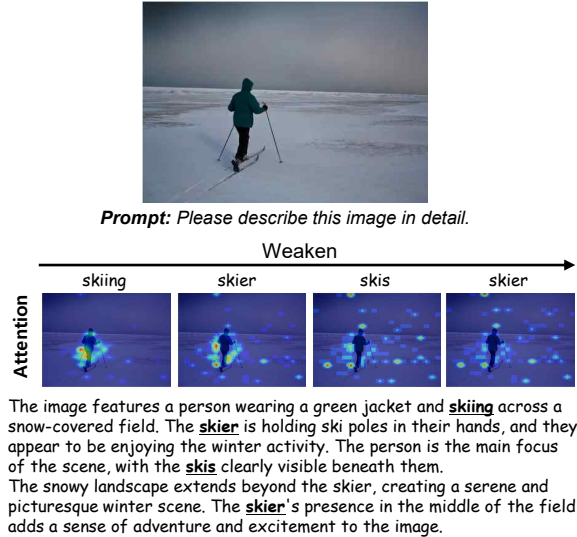 Prompt: Please describe this image in detail.
Weaken
skiing skier skis skier
Attention
The image features a person wearing a green jacket and skiing across a
snow-covered field. The skier is holding ski poles in their hands, and they
appear to be enjoying the winter activity. The person is the main focus
of the scene, with the skis clearly visible beneath them.
The snowy landscape extends beyond the skier, creating a serene and
picturesque winter scene. The skier's presence in the middle of the field
adds a sense of adventure and excitement to the image.